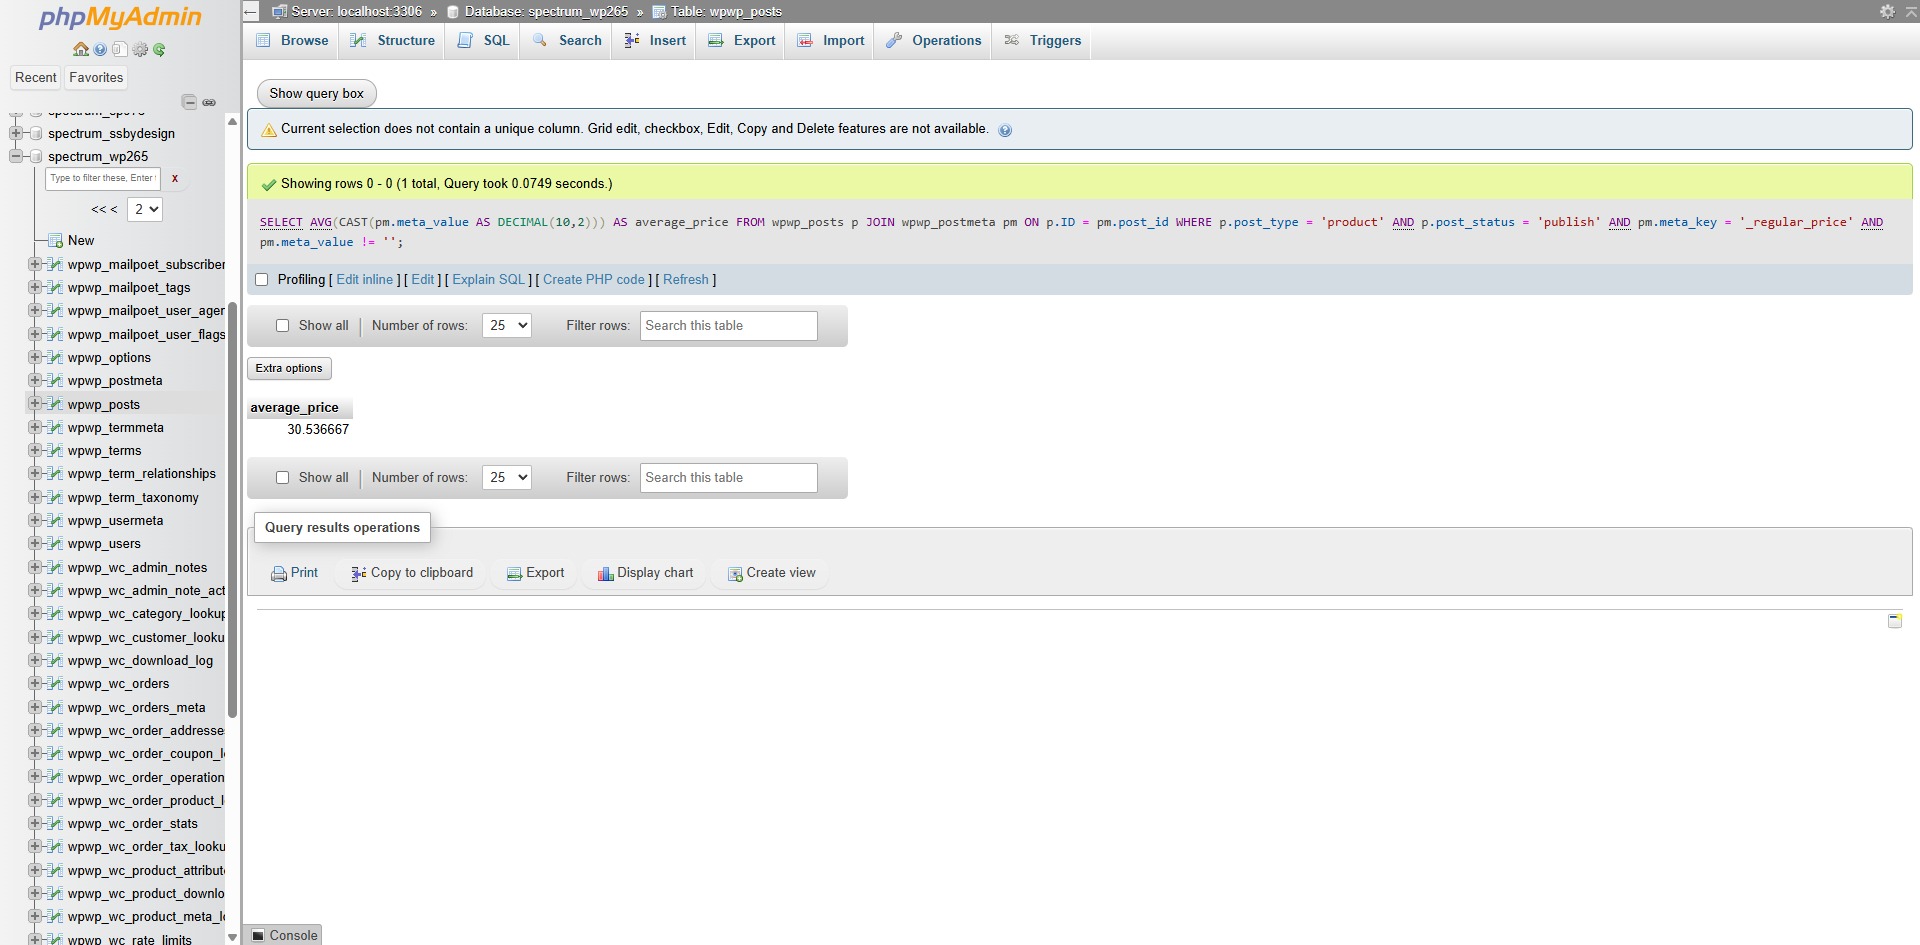 phpMyAdmin
Recent Favorites
spectrum_ssbydesign
spectrum_wp265
Type to filter these, Enter
x
<< < 2
New
wpwp_mailpoet_subscriber
wpwp_mailpoet_tags
wpwp_mailpoet_user_agen
wpwp_mailpoet_user_flags
wpwp_options
wpwp_postmeta
wpwp_posts
wpwp_termmeta
wpwp_terms
wpwp_term_relationships
wpwp_term_taxonomy
wpwp_usermeta
wpwp_users
wpwp_wc_admin_notes
wpwp_wc_admin_note_act
wpwp_wc_category_lookup
wpwp_wc_customer_looku
wpwp_wc_download_log
wpwp_wc_orders
wpwp_wc_orders_meta
wpwp_wc_order_addresse
wpwp_wc_order_coupon_l
wpwp_wc_order_operation
wpwp_wc_order_product_l
wpwp_wc_order_stats
wpwp_wc_order_tax_looku
wpwp_wc_product_attribut
wpwp_wc_product_downlo
wpwp_wc_product_meta_l
wpwp_wc_rate_limits
Server: localhost:3306 » Database: spectrum_wp265 » Table: wpwp_posts
Browse Structure SQL Search Insert Export Import Operations Triggers
Show query box
Current selection does not contain a unique column. Grid edit, checkbox, Edit, Copy and Delete features are not available.
Showing rows 0 - 0 (1 total, Query took 0.0749 seconds.)
SELECT AVG(CAST(pm.meta_value AS DECIMAL(10,2))) AS average_price FROM wpwp_posts p JOIN wpwp_postmeta pm ON p.ID = pm.post_id WHERE p.post_type = 'product' AND p.post_status = 'publish' AND pm.meta_key = '_regular_price' AND
pm.meta_value != '';
Profiling [ Edit inline ] [ Edit ] [ Explain SQL ] [ Create PHP code ] [ Refresh ]
Show all | Number of rows: 25 Filter rows: Search this table
Extra options
average_price
30.536667
Show all | Number of rows: 25 Filter rows: Search this table
Query results operations
Print Copy to clipboard Export Display chart Create view
Console